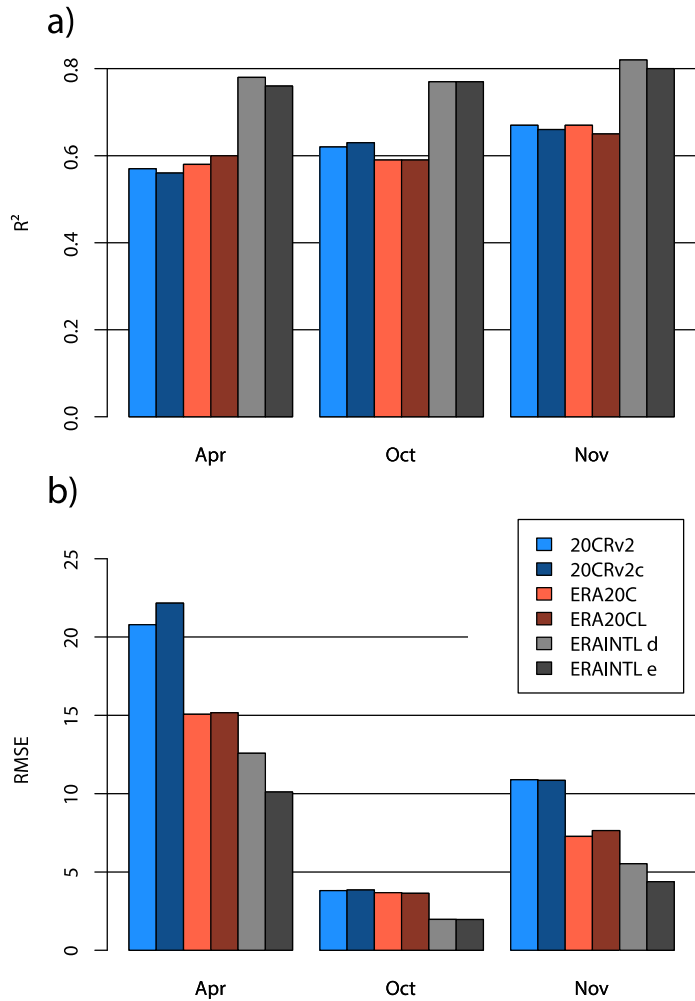 a)
0.8
0.6
0.4
0.2
0.0
R²
Apr Oct Nov
b)
25
20
15
10
5
0
RMSE
20CRv2
20CRv2c
ERA20C
ERA20CL
ERAINTL d
ERAINTL e
Apr Oct Nov